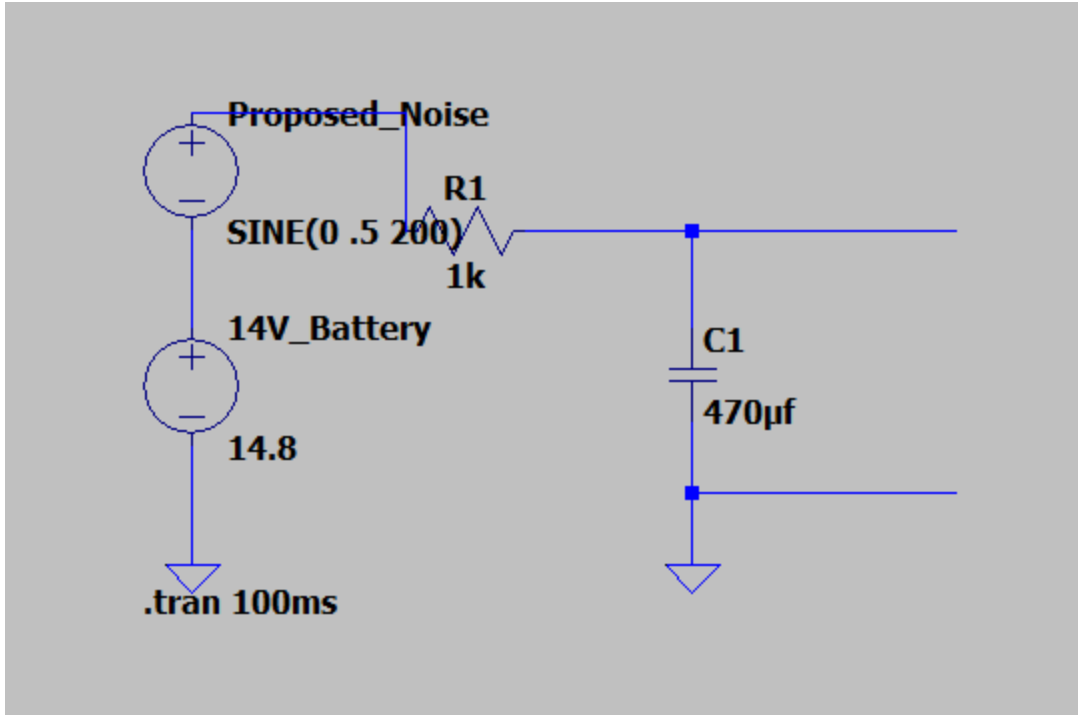 Proposed_Noise
R1
SINE(0 .5 200)
1k
14V_Battery
C1
470µf
14.8
.tran 100ms